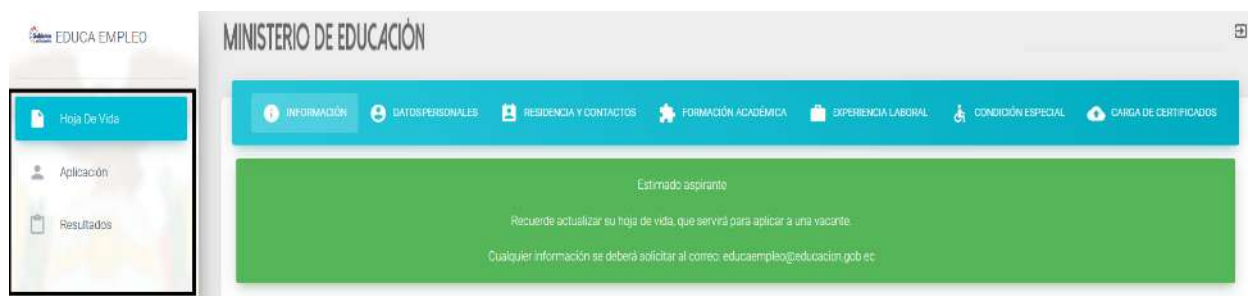 EDUCA EMPLEO
MINISTERIO DE EDUCACIÓN
Hoja De Vida
Aplicación
Resultados
INFORMACIÓN
DATOS PERSONALES
RESIDENCIA Y CONTACTOS
FORMACIÓN ACADÉMICA
EXPERIENCIA LABORAL
CONDICIÓN ESPECIAL
CARGA DE CERTIFICADOS
Estimado aspirante
Recuerde actualizar su hoja de vida, que servirá para aplicar a una vacante.
Cualquier información se deberá solicitar al correo: educaempleo@educacion.gob.ec